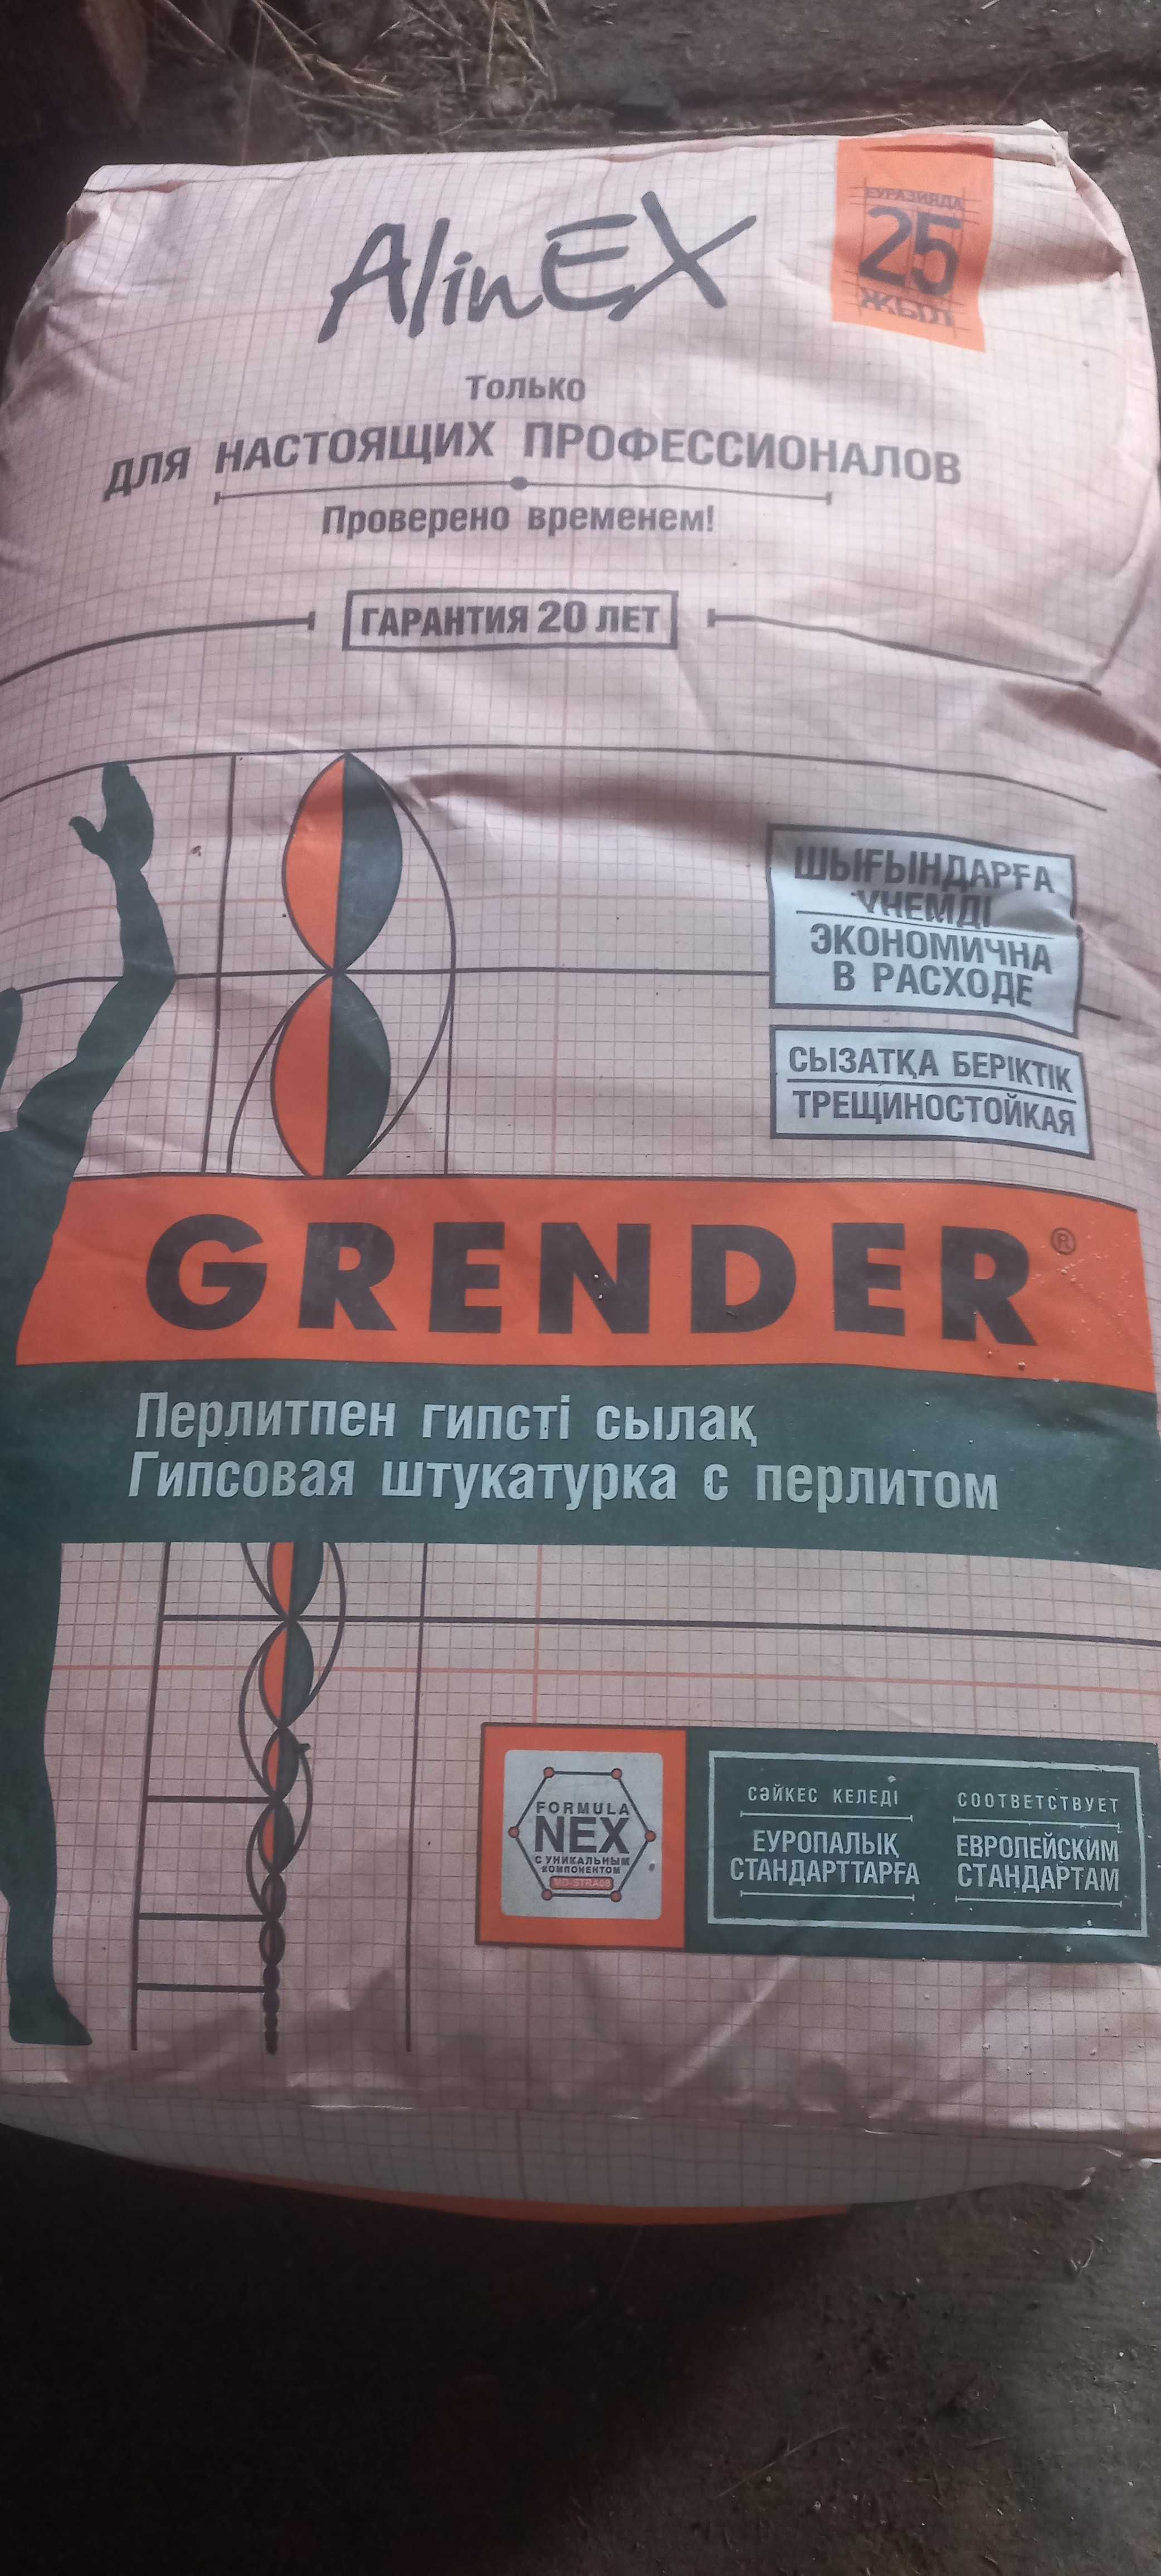 AlinEX
ЕУРАЗИЯДА
25
ЖЫЛ
Только
ДЛЯ НАСТОЯЩИХ ПРОФЕССИОНАЛОВ
Проверено временем!
ГАРАНТИЯ 20 ЛЕТ
ШЫҒЫНДАРҒА
ҮНЕМДІ
ЭКОНОМИЧНА
В РАСХОДЕ
СЫЗАТҚА БЕРІКТІК
ТРЕЩИНОСТОЙКАЯ
GRENDER®
Перлитпен гипсті сылақ
Гипсовая штукатурка с перлитом
FORMULA
NEX
С УНИКАЛЬНЫМ
КОМПОНЕНТОМ
СӘЙКЕС КЕЛЕДІ
ЕУРОПАЛЫҚ
СТАНДАРТТАРҒА
СООТВЕТСТВУЕТ
ЕВРОПЕЙСКИМ
СТАНДАРТАМ